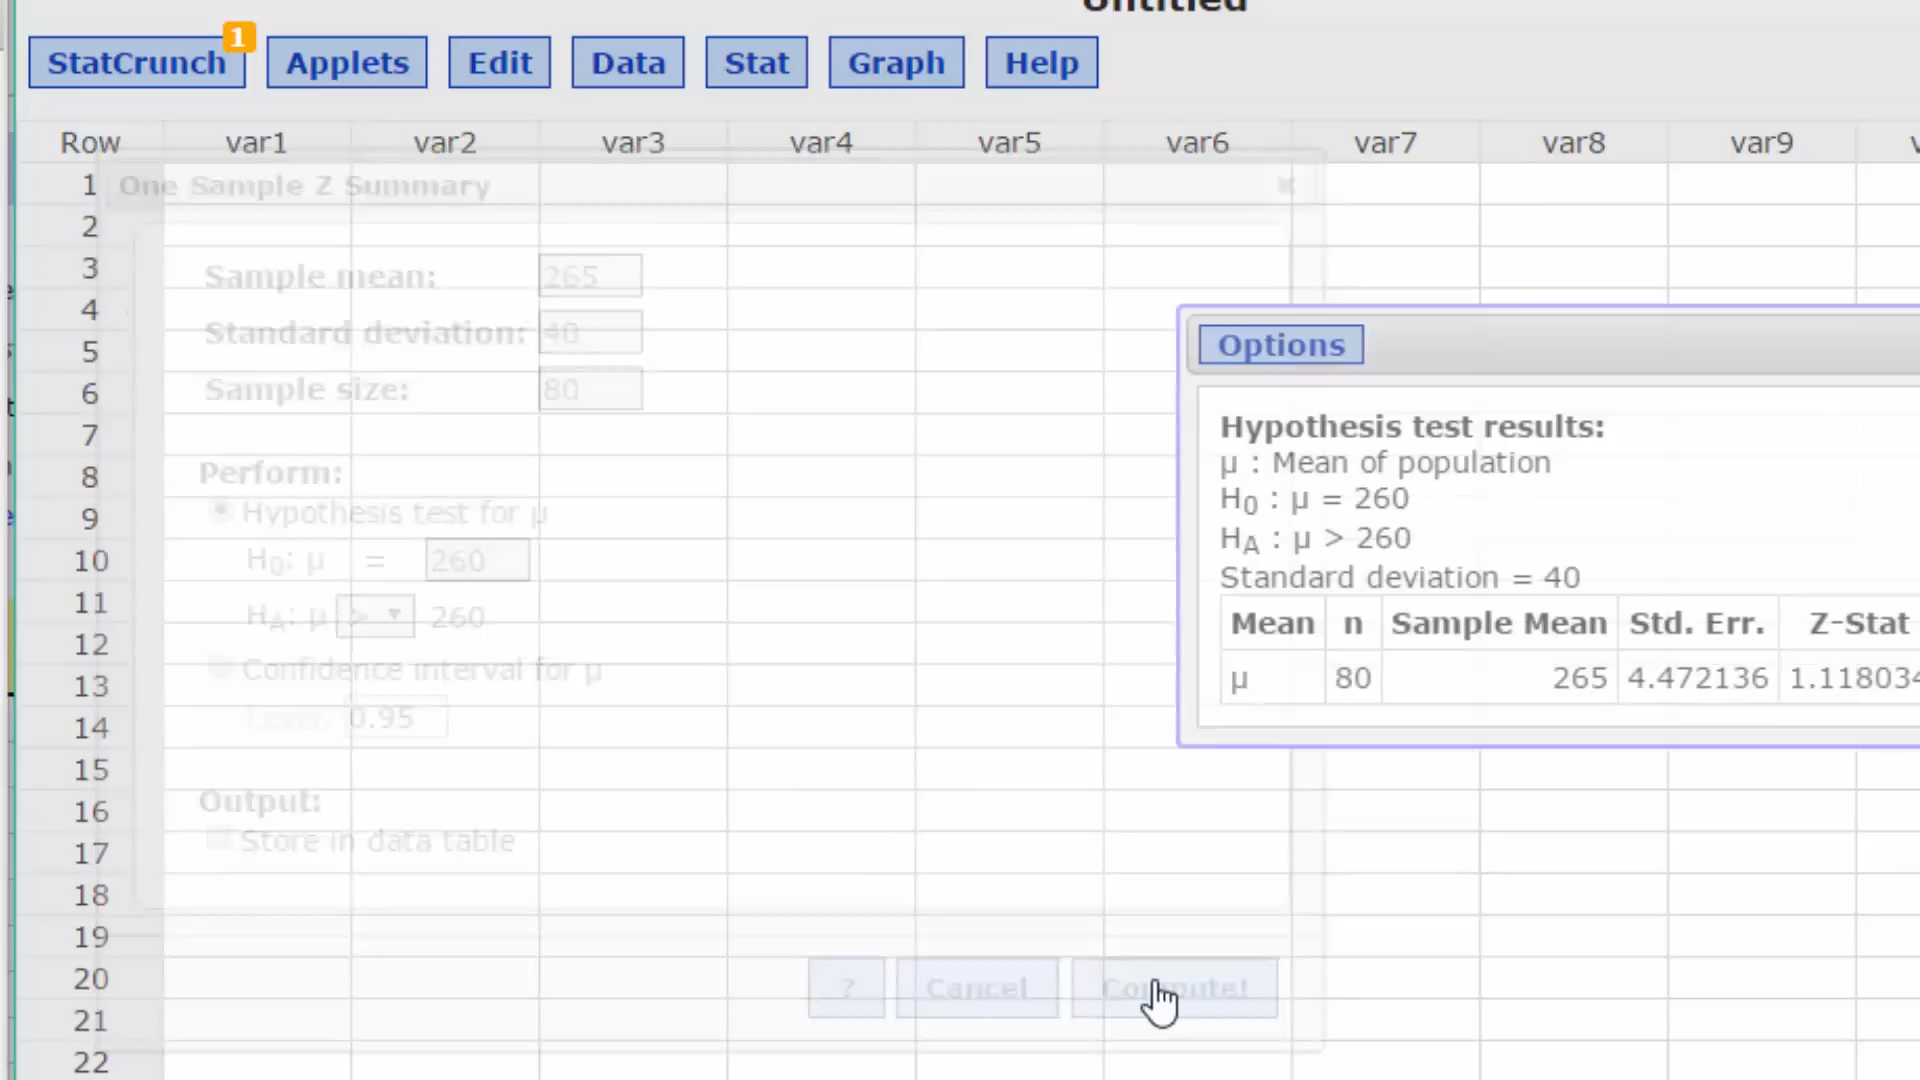 Untitled
StatCrunch 1 Applets Edit Data Stat Graph Help
Row var1 var2 var3 var4 var5 var6 var7 var8 var9
1
2
3
4
5
6
7
8
9
10
11
12
13
14
15
16
17
18
19
20
21
22
One Sample Z Summary
Sample mean: 265
Standard deviation: 40
Sample size: 80
Perform:
Hypothesis test for μ
H0: μ = 260
HA: μ > 260
Confidence interval for μ
Level: 0.95
Output:
Store in data table
? Cancel Compute!
Options
Hypothesis test results:
μ : Mean of population
H0 : μ = 260
HA : μ > 260
Standard deviation = 40
Mean n Sample Mean Std. Err. Z-Stat
μ 80 265 4.472136 1.118034